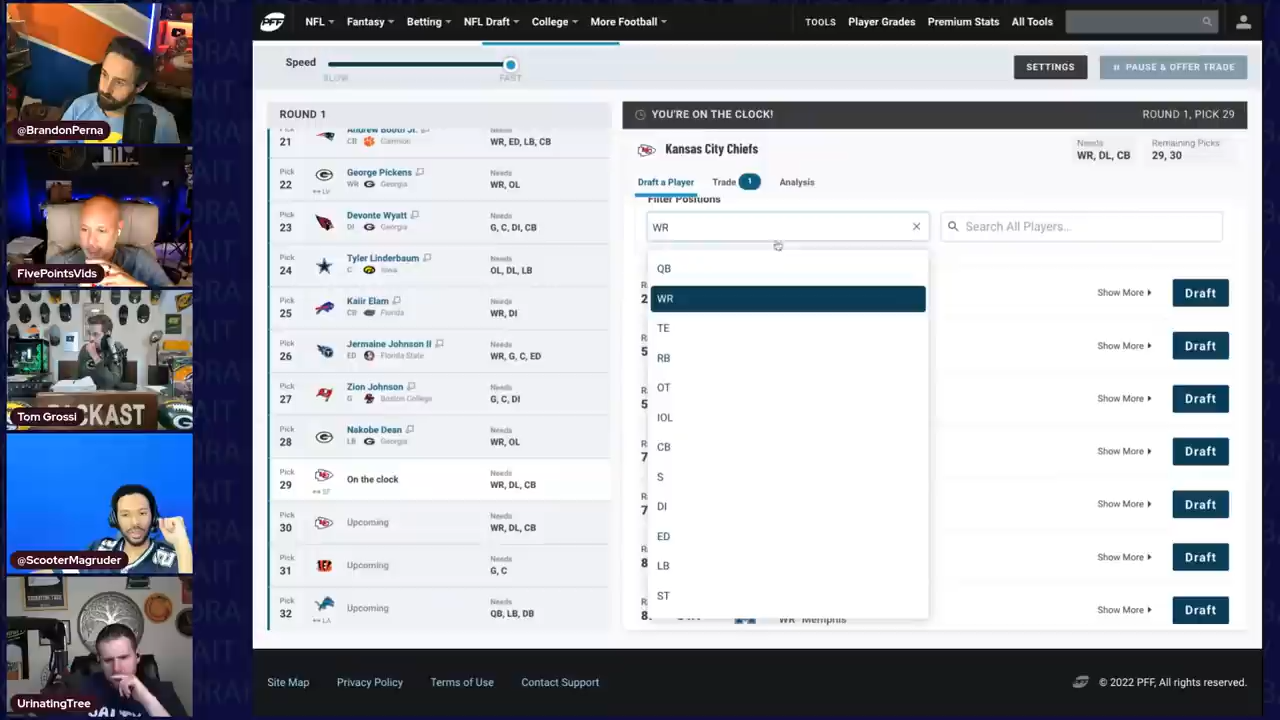 @BrandonPerna
FivePointsVids
Tom Grossi
PACKAST
@ScooterMagruder
UrinatingTree
PFF
NFL
Fantasy
Betting
NFL Draft
College
More Football
TOOLS
Player Grades
Premium Stats
All Tools
Speed
SLOW
FAST
SETTINGS
PAUSE & OFFER TRADE
ROUND 1
Pick
21
Andrew Booth Jr.
CB Clemson
WR, ED, LB, CB
Pick
22
LV
George Pickens
WR Georgia
Needs
WR, OL
Pick
23
Devonte Wyatt
DI Georgia
Needs
G, C, DI, CB
Pick
24
Tyler Linderbaum
C Iowa
Needs
OL, DL, LB
Pick
25
Kaiir Elam
CB Florida
Needs
WR, DI
Pick
26
Jermaine Johnson II
ED Florida State
Needs
WR, G, C, ED
Pick
27
Zion Johnson
G Boston College
Needs
G, C, DI
Pick
28
Nakobe Dean
LB Georgia
Needs
WR, OL
Pick
29
SF
On the clock
Needs
WR, DL, CB
Pick
30
Upcoming
Needs
WR, DL, CB
Pick
31
Upcoming
Needs
G, C
Pick
32
LA
Upcoming
Needs
QB, LB, DB
YOU'RE ON THE CLOCK!
ROUND 1, PICK 29
Kansas City Chiefs
Needs
WR, DL, CB
Remaining Picks:
29, 30
Draft a Player
Trade 1
Analysis
Filter Positions
WR
Search All Players...
QB
WR
TE
RB
OT
IOL
CB
S
DI
ED
LB
ST
Show More
Draft
Show More
Draft
Show More
Draft
Show More
Draft
Show More
Draft
Show More
Draft
Show More
Draft
WR Memphis
Site Map
Privacy Policy
Terms of Use
Contact Support
© 2022 PFF, All rights reserved.